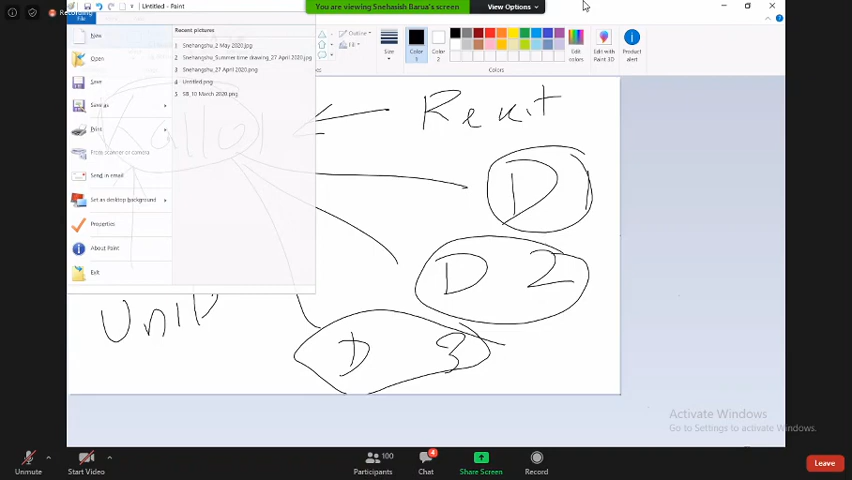 Recording
You are viewing Snehasish Barua's screen
View Options
Untitled - Paint
File
New
Open
Save
Save as
Print
From scanner or camera
Send in email
Set as desktop background
Properties
About Paint
Exit
Recent pictures
1 Snehangshu_2 May 2020.jpg
2 Snehangshu_Summer time drawing_27 April 2020.jpg
3 Snehangshu_27 April 2020.png
4 Untitled.png
5 SB_10 March 2020.png
Outline
Fill
Size
Color 1
Color 2
Edit colors
Edit with Paint 3D
Product alert
Colors
D 1
D 2
D 3
Activate Windows
Go to Settings to activate Windows.
Unmute
Start Video
100
Participants
4
Chat
Share Screen
Record
Leave